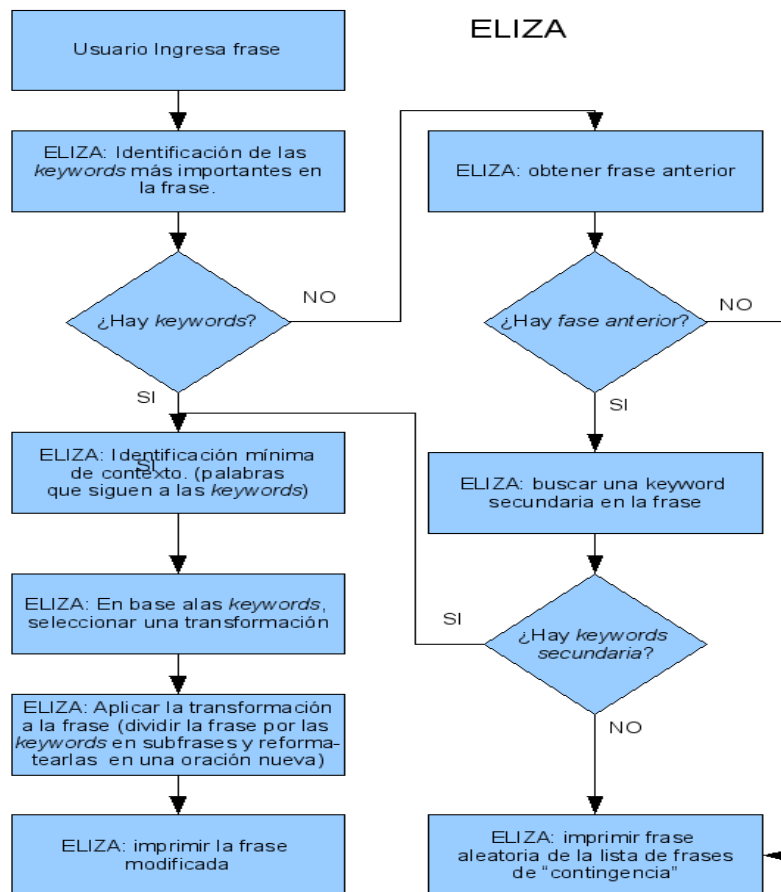 ELIZA
Usuario Ingresa frase
ELIZA: Identificación de las
keywords más importantes en
la frase.
¿Hay keywords?
NO
SI
ELIZA: Identificación mínima
de contexto. (palabras
que siguen a las keywords)
SI
ELIZA: En base alas keywords,
seleccionar una transformación
ELIZA: Aplicar la transformación
a la frase (dividir la frase por las
keywords en subfrases y reforma-
tearlas en una oración nueva)
ELIZA: imprimir la frase
modificada
ELIZA: obtener frase anterior
¿Hay fase anterior?
NO
SI
ELIZA: buscar una keyword
secundaria en la frase
¿Hay keywords
secundaria?
SI
NO
ELIZA: imprimir frase
aleatoria de la lista de frases
de “contingencia”